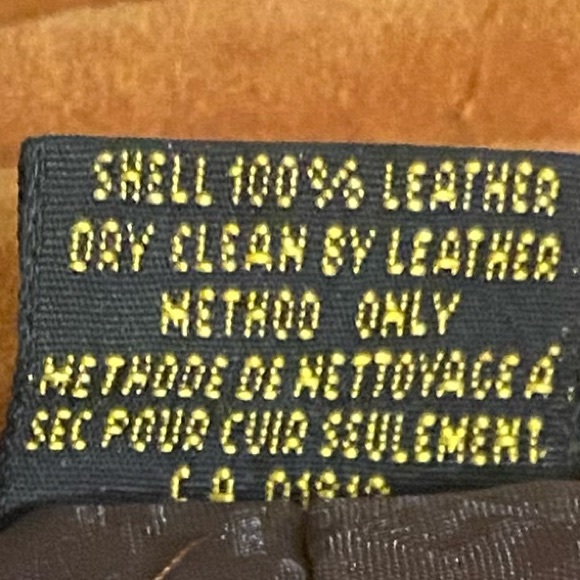 SHELL 100% LEATHER
DRY CLEAN BY LEATHER
METHOD ONLY
METHODE DE NETTOYAGE Á
SEC POUR CUIR SEULEMENT.
C A